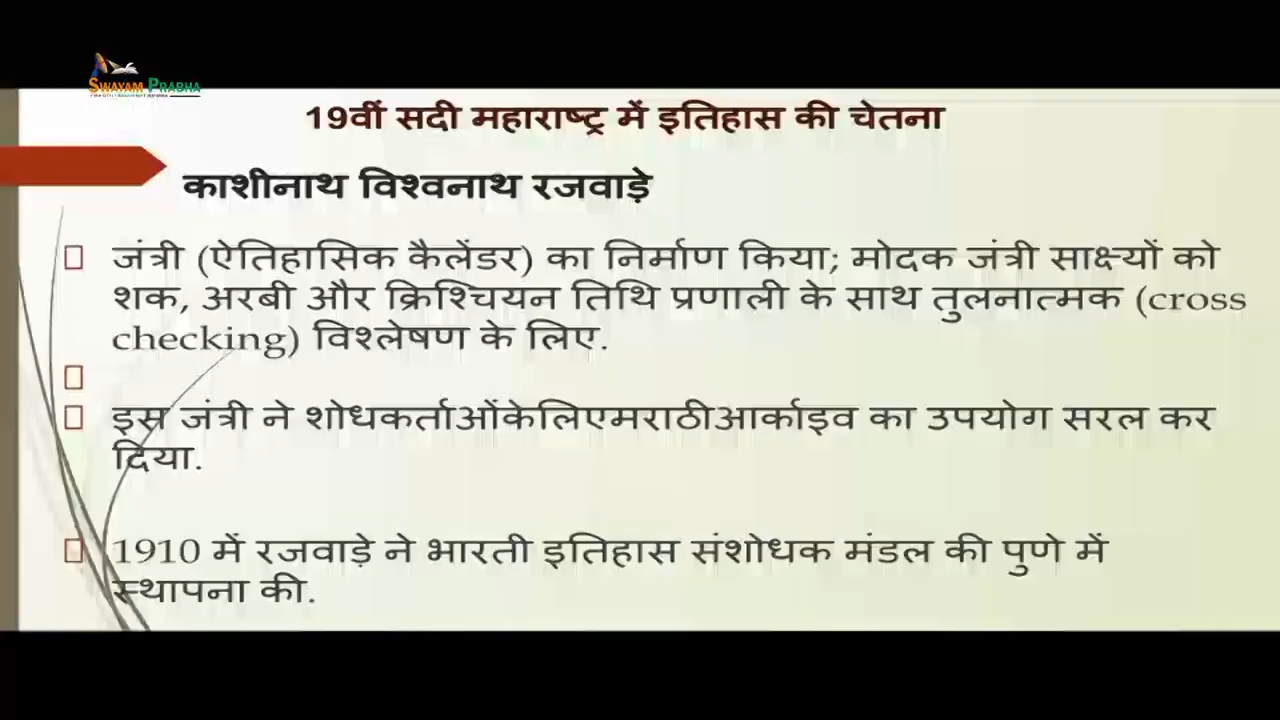 SWAYAM PRABHA
19वीं सदी महाराष्ट्र में इतिहास की चेतना
काशीनाथ विश्वनाथ रजवाड़े
जंत्री (ऐतिहासिक कैलेंडर) का निर्माण किया; मोदक जंत्री साक्ष्यों को
शक, अरबी और क्रिश्चियन तिथि प्रणाली के साथ तुलनात्मक (cross
checking) विश्लेषण के लिए.
इस जंत्री ने शोधकर्ताओंकेलिएमराठीआर्काइव का उपयोग सरल कर
दिया.
1910 में रजवाड़े ने भारती इतिहास संशोधक मंडल की पुणे में
स्थापना की.